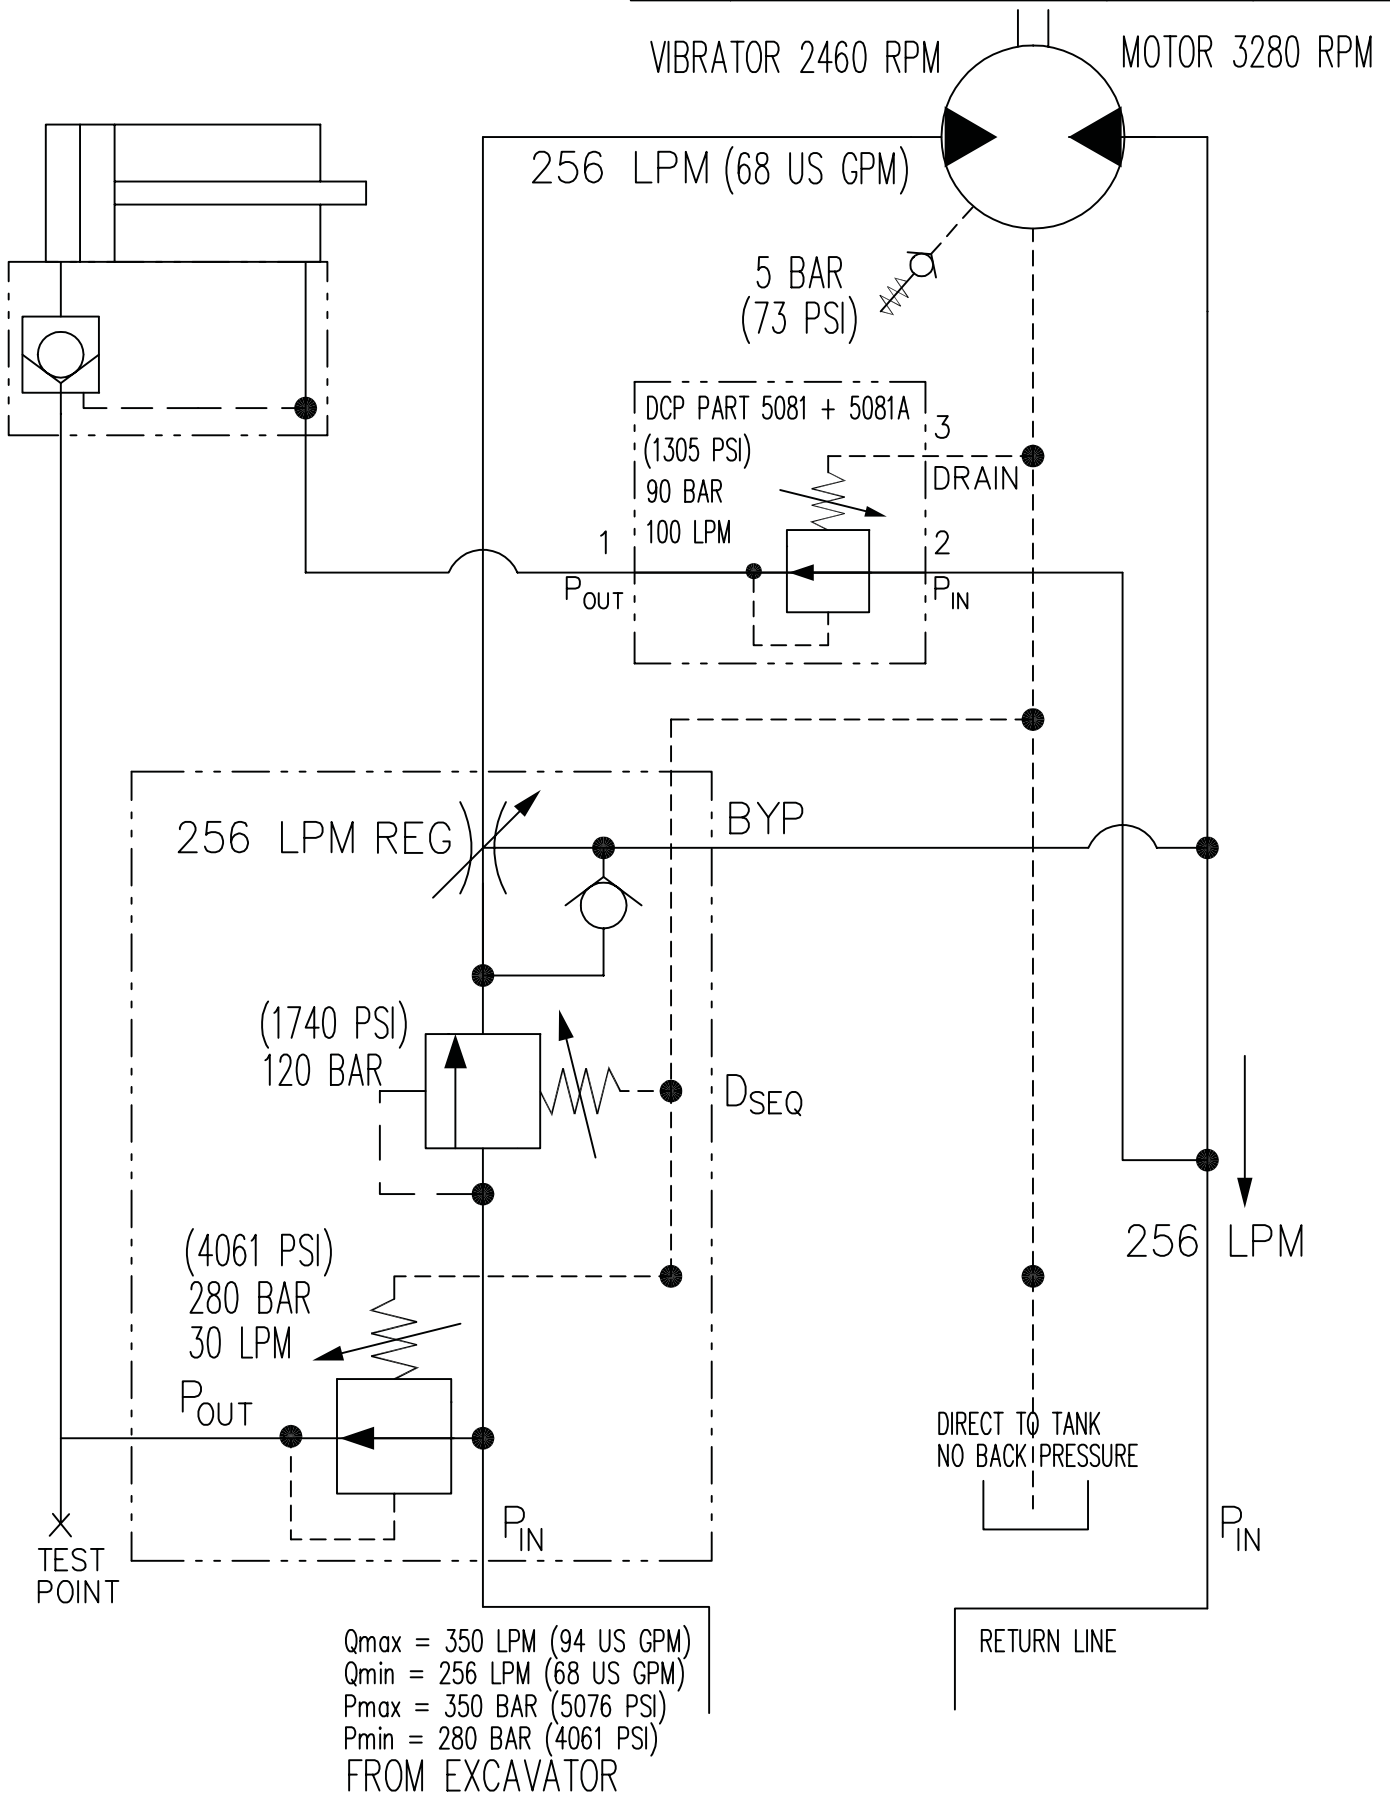 VIBRATOR 2460 RPM
MOTOR 3280 RPM
256 LPM (68 US GPM)
5 BAR
(73 PSI)
DCP PART 5081 + 5081A
(1305 PSI)
90 BAR
100 LPM
3
DRAIN
1
POUT
2
PIN
256 LPM REG
BYP
(1740 PSI)
120 BAR
DSEQ
(4061 PSI)
280 BAR
30 LPM
POUT
256 LPM
DIRECT TO TANK
NO BACK PRESSURE
PIN
PIN
TEST
POINT
Qmax = 350 LPM (94 US GPM)
Qmin = 256 LPM (68 US GPM)
Pmax = 350 BAR (5076 PSI)
Pmin = 280 BAR (4061 PSI)
FROM EXCAVATOR
RETURN LINE